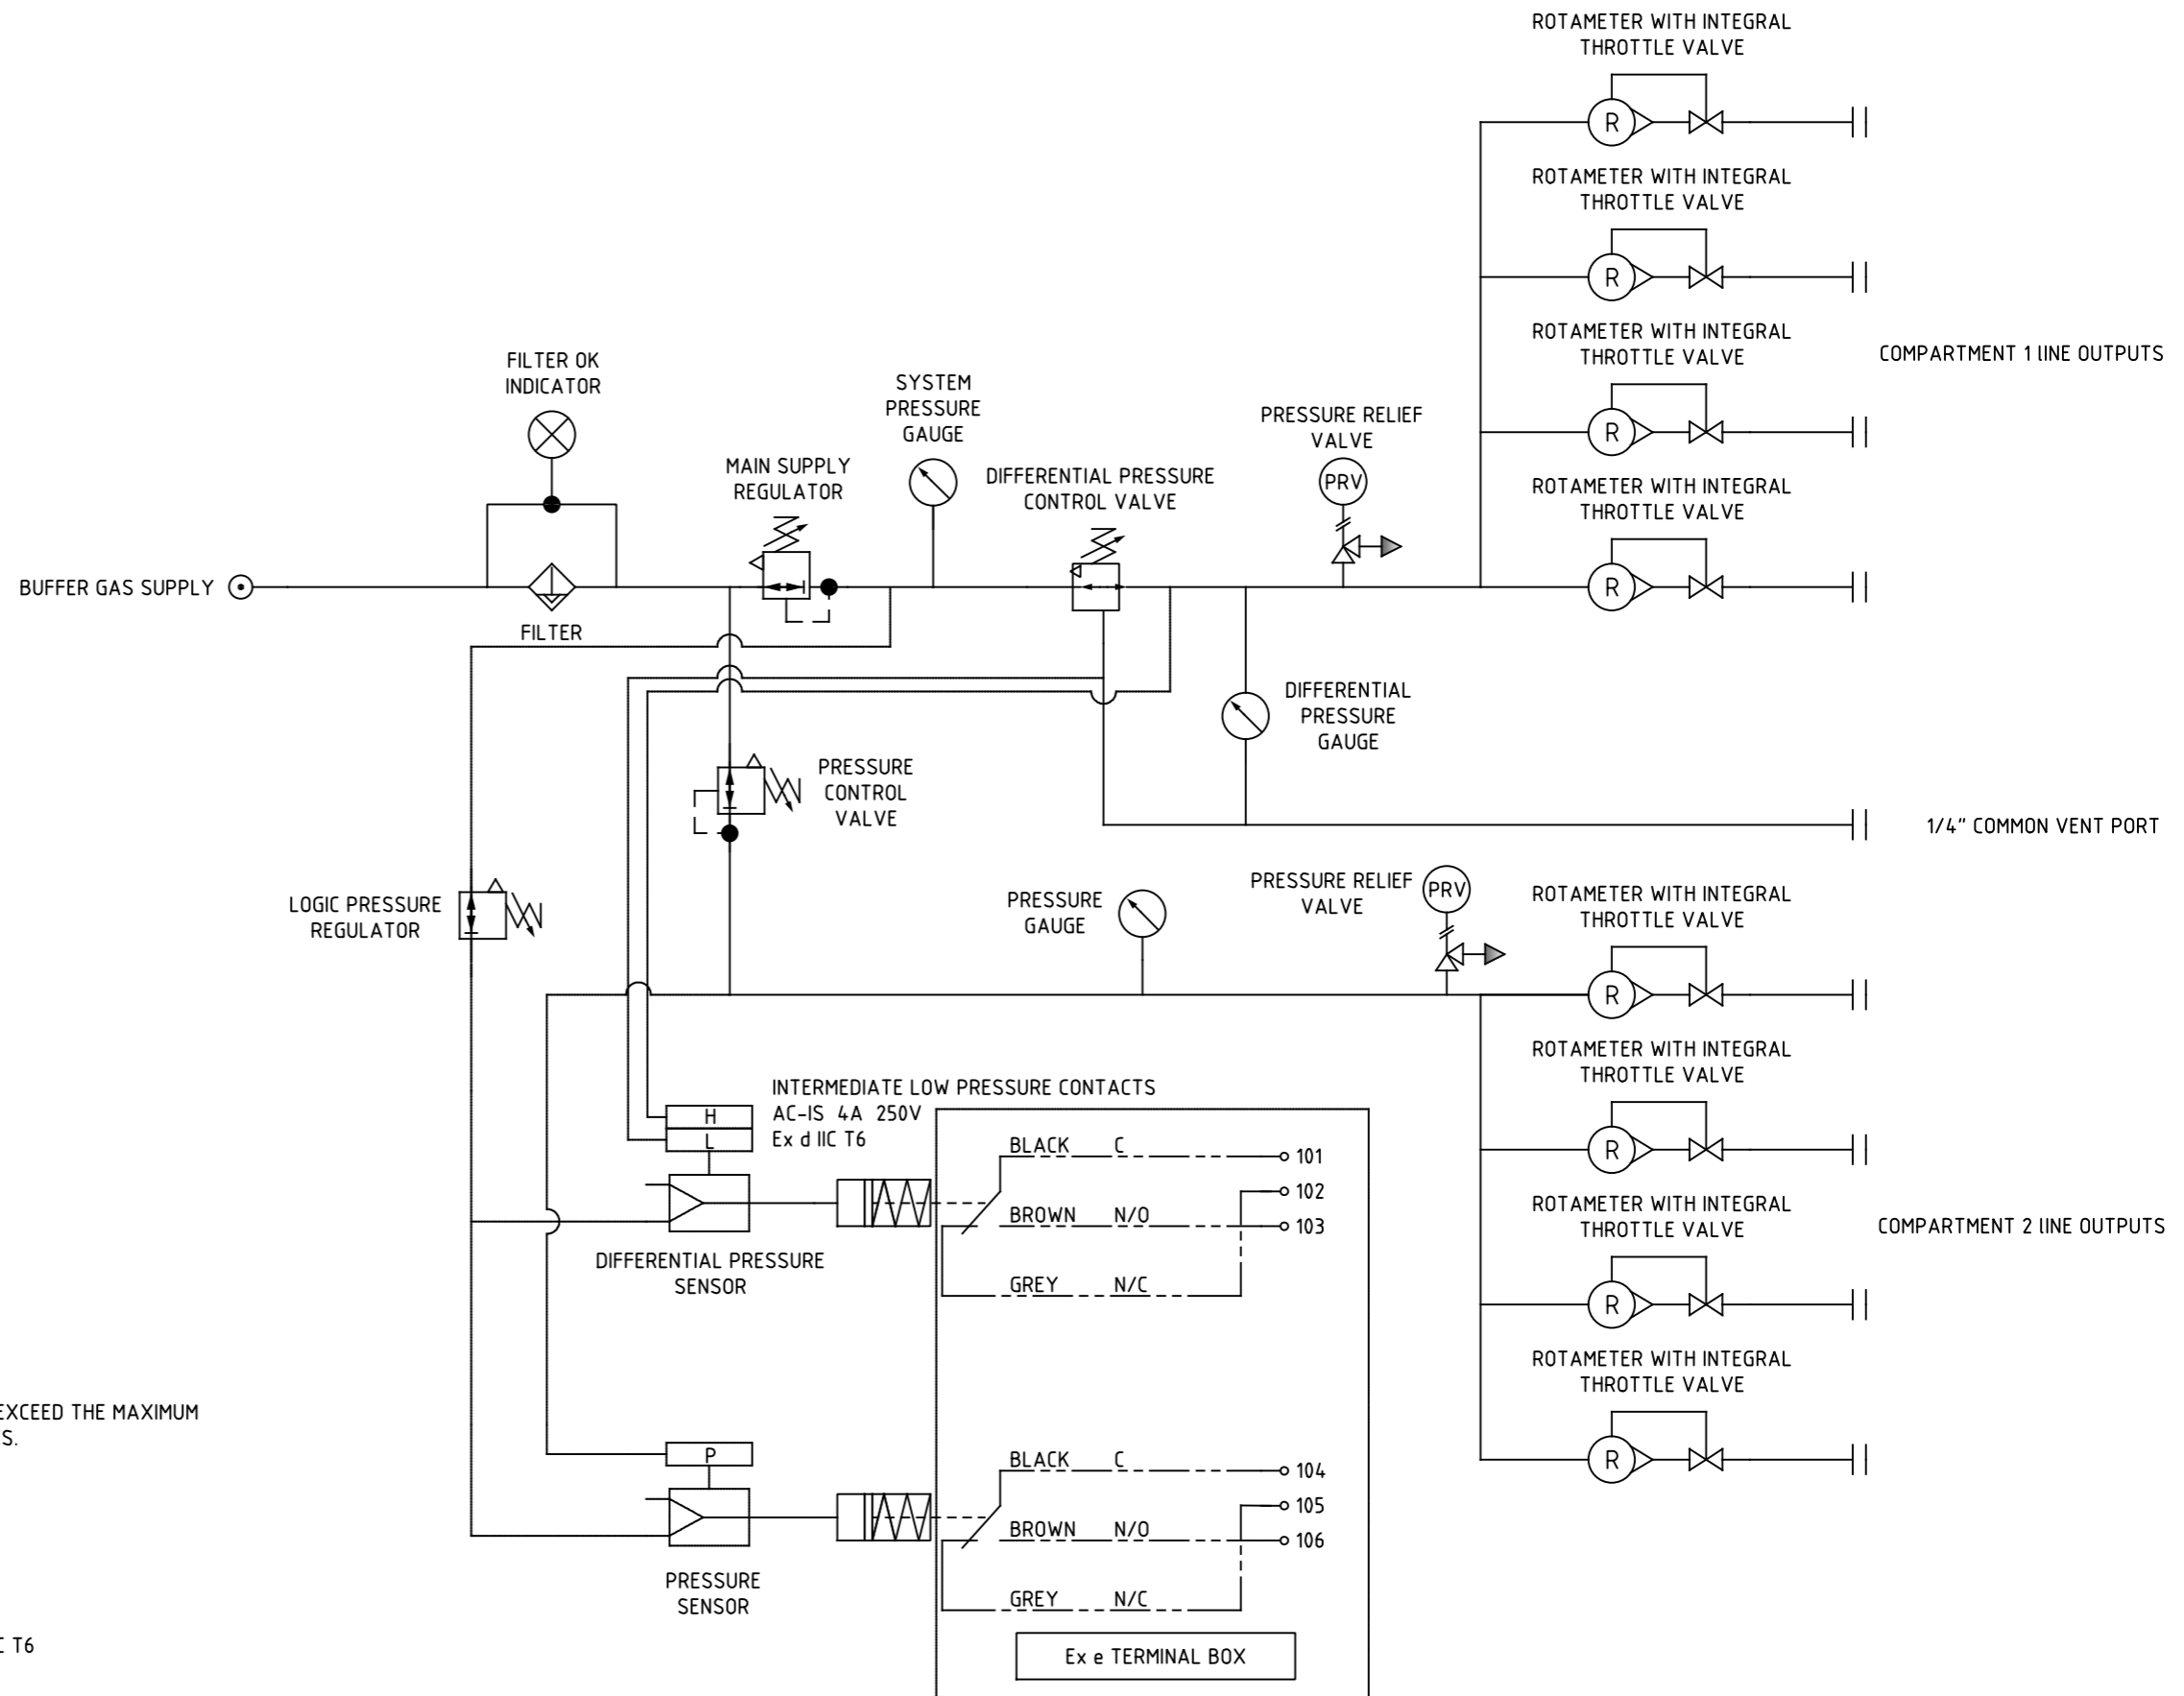 ROTAMETER WITH INTEGRAL
THROTTLE VALVE
R
ROTAMETER WITH INTEGRAL
THROTTLE VALVE
R
ROTAMETER WITH INTEGRAL
THROTTLE VALVE
R
COMPARTMENT 1 lINE OUTPUTS
ROTAMETER WITH INTEGRAL
THROTTLE VALVE
R
FILTER OK
INDICATOR
SYSTEM
PRESSURE
GAUGE
PRESSURE RELIEF
VALVE
PRV
MAIN SUPPLY
REGULATOR
DIFFERENTIAL PRESSURE
CONTROL VALVE
BUFFER GAS SUPPLY
FILTER
DIFFERENTIAL
PRESSURE
GAUGE
PRESSURE
CONTROL
VALVE
1/4" COMMON VENT PORT
LOGIC PRESSURE
REGULATOR
PRESSURE
GAUGE
PRESSURE RELIEF
VALVE
PRV
ROTAMETER WITH INTEGRAL
THROTTLE VALVE
R
ROTAMETER WITH INTEGRAL
THROTTLE VALVE
R
ROTAMETER WITH INTEGRAL
THROTTLE VALVE
R
COMPARTMENT 2 lINE OUTPUTS
ROTAMETER WITH INTEGRAL
THROTTLE VALVE
R
INTERMEDIATE LOW PRESSURE CONTACTS
AC-IS 4A 250V
Ex d IIC T6
H
L
BLACK C 101
102
BROWN N/O 103
GREY N/C
DIFFERENTIAL PRESSURE
SENSOR
EXCEED THE MAXIMUM
S.
P
BLACK C 104
105
BROWN N/O 106
GREY N/C
PRESSURE
SENSOR
C T6
Ex e TERMINAL BOX